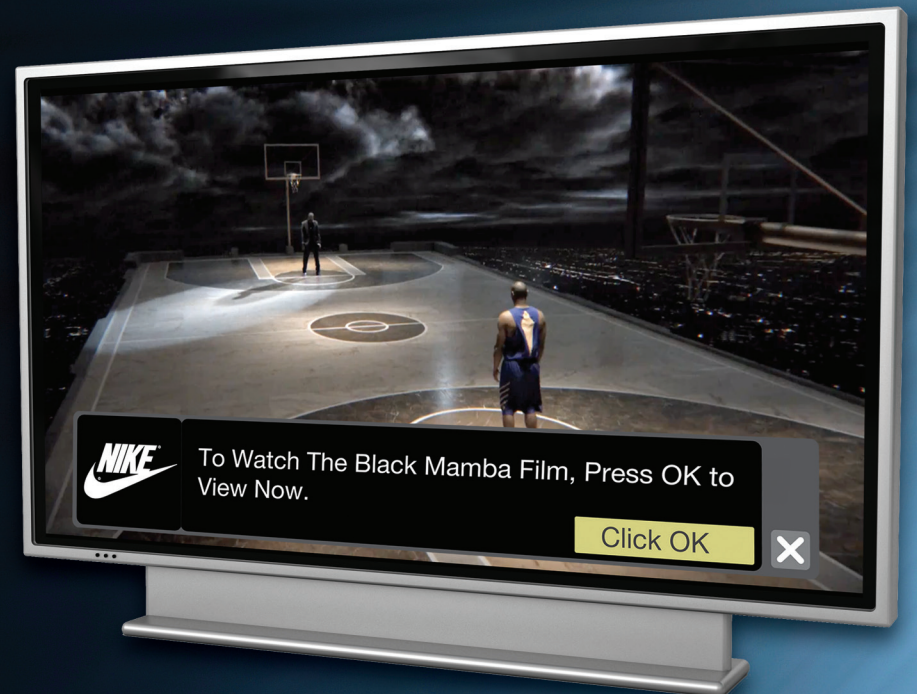 NIKE
To Watch The Black Mamba Film, Press OK to
View Now.
Click OK